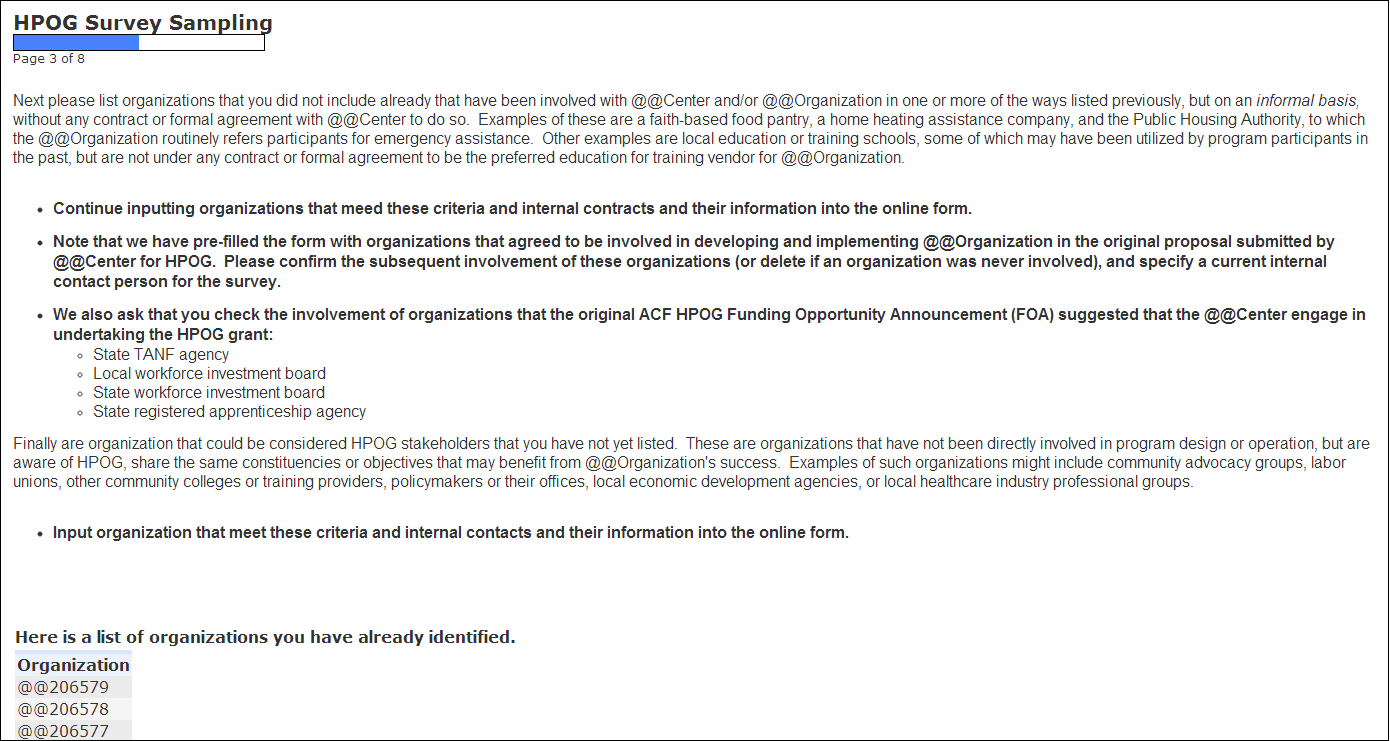 HPOG Survey Sampling
Page 3 of 8
Next please list organizations that you did not include already that have been involved with @@Center and/or @@Organization in one or more of the ways listed previously, but on an informal basis,
without any contract or formal agreement with @@Center to do so.  Examples of these are a faith-based food pantry, a home heating assistance company, and the Public Housing Authority, to which
the @@Organization routinely refers participants for emergency assistance.  Other examples are local education or training schools, some of which may have been utilized by program participants in
the past, but are not under any contract or formal agreement to be the preferred education for training vendor for @@Organization.
• Continue inputting organizations that meed these criteria and internal contracts and their information into the online form.
• Note that we have pre-filled the form with organizations that agreed to be involved in developing and implementing @@Organization in the original proposal submitted by
@@Center for HPOG.  Please confirm the subsequent involvement of these organizations (or delete if an organization was never involved), and specify a current internal
contact person for the survey.
• We also ask that you check the involvement of organizations that the original ACF HPOG Funding Opportunity Announcement (FOA) suggested that the @@Center engage in
undertaking the HPOG grant:
◦ State TANF agency
◦ Local workforce investment board
◦ State workforce investment board
◦ State registered apprenticeship agency
Finally are organization that could be considered HPOG stakeholders that you have not yet listed.  These are organizations that have not been directly involved in program design or operation, but are
aware of HPOG, share the same constituencies or objectives that may benefit from @@Organization's success.  Examples of such organizations might include community advocacy groups, labor
unions, other community colleges or training providers, policymakers or their offices, local economic development agencies, or local healthcare industry professional groups.
• Input organization that meet these criteria and internal contacts and their information into the online form.
Here is a list of organizations you have already identified.
Organization
@@206579
@@206578
@@206577